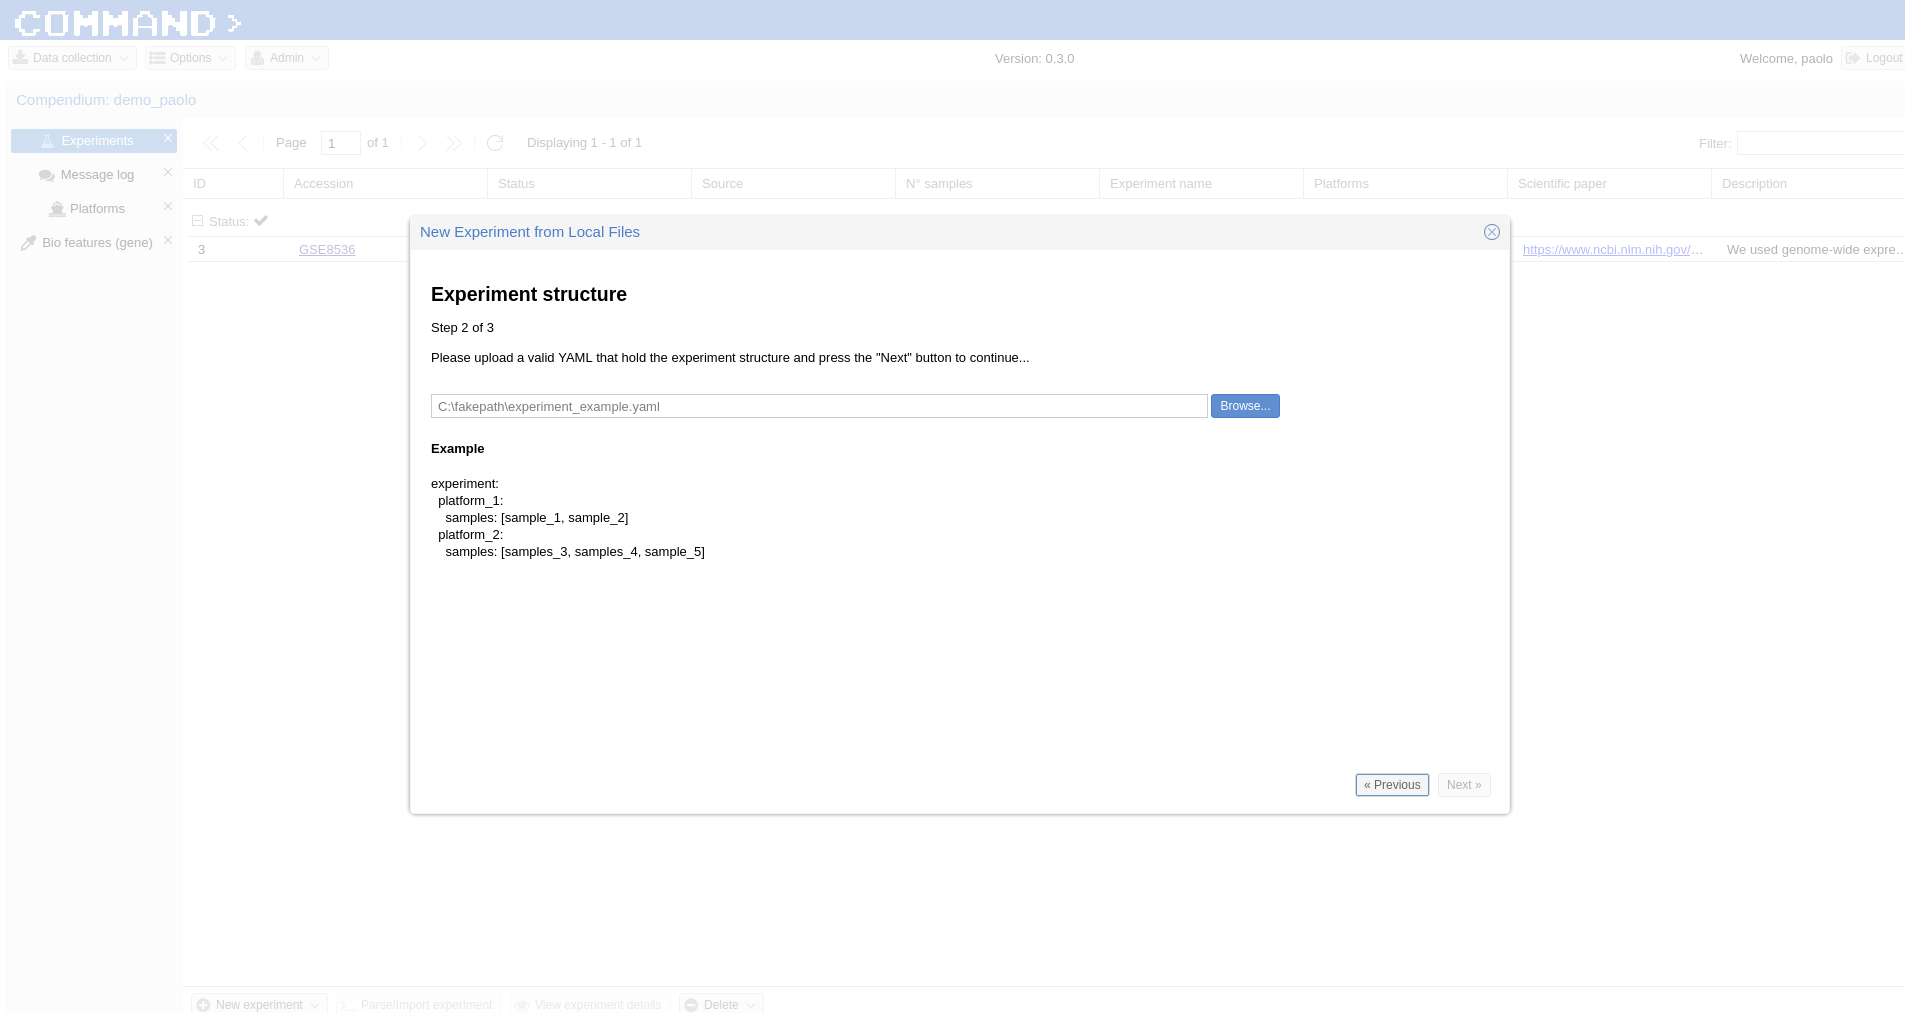 COMMAND >
Data collection Options Admin Version: 0.3.0 Welcome, paolo Logout
Compendium: demo_paolo
Experiments
Message log
Platforms
Bio features (gene)
Page 1 of 1 Displaying 1 - 1 of 1 Filter:
ID Accession Status Source N° samples Experiment name Platforms Scientific paper Description
Status:
3 GSE8536 https://www.ncbi.nlm.nih.gov/... We used genome-wide expre...
New Experiment from Local Files
Experiment structure
Step 2 of 3
Please upload a valid YAML that hold the experiment structure and press the "Next" button to continue...
C:\fakepath\experiment_example.yaml Browse...
Example
experiment:
platform_1:
samples: [sample_1, sample_2]
platform_2:
samples: [samples_3, samples_4, sample_5]
« Previous Next »
New experiment Parse/Import experiment View experiment details Delete